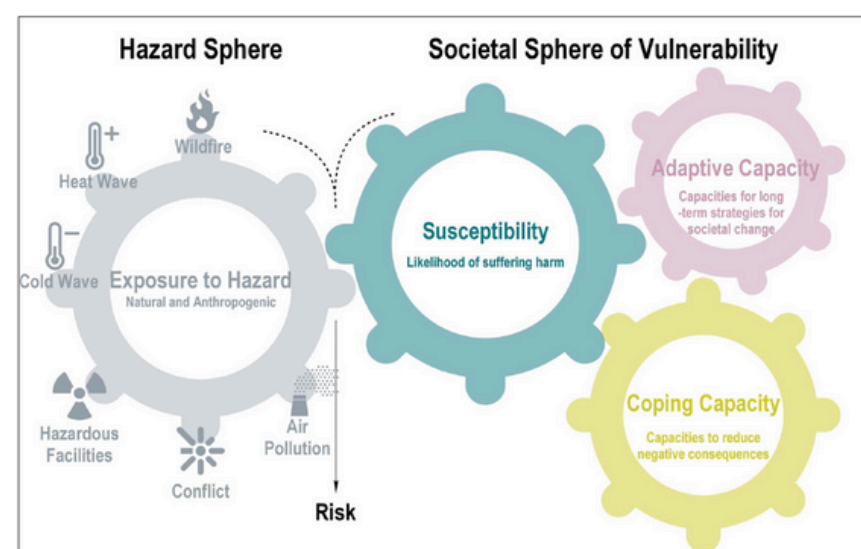 Hazard Sphere
Societal Sphere of Vulnerability
Wildfire
Heat Wave
Cold Wave
Exposure to Hazard
Natural and Anthropogenic
Hazardous
Facilities
Conflict
Air
Pollution
Risk
Susceptibility
Likelihood of suffering harm
Adaptive Capacity
Capacities for long
-term strategies for
societal change
Coping Capacity
Capacities to reduce
negative consequences